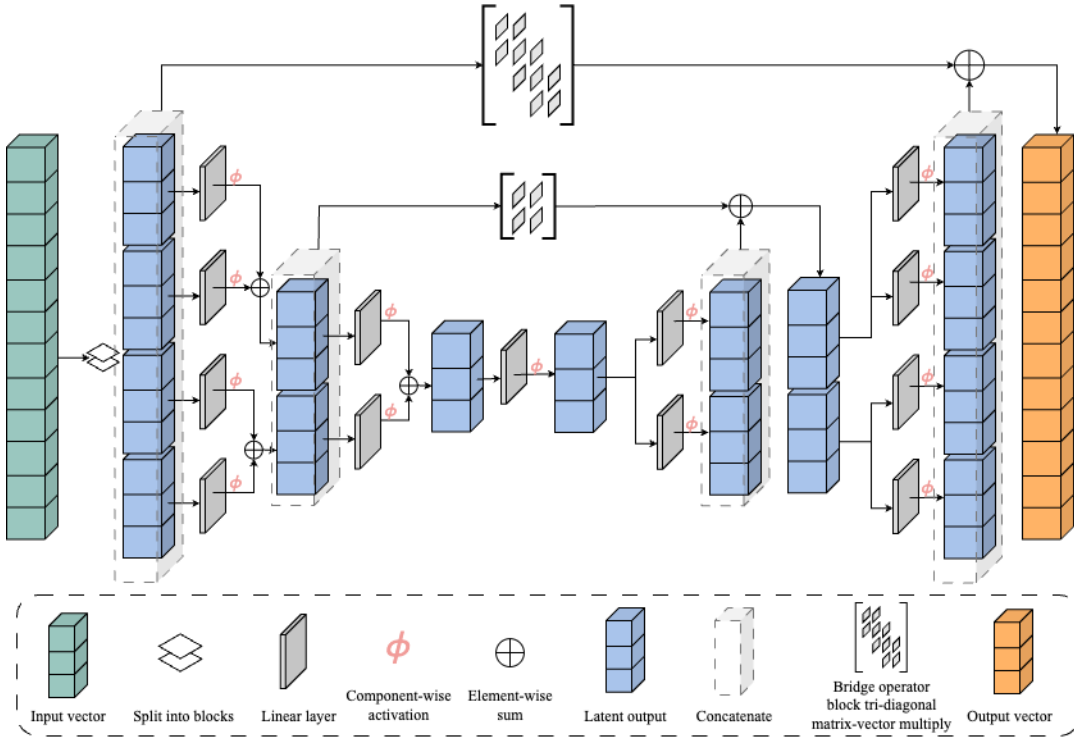 ϕ
ϕ
ϕ
ϕ
ϕ
ϕ
ϕ
ϕ
ϕ
ϕ
ϕ
ϕ
ϕ
ϕ
Input vector
Split into blocks
Linear layer
Component-wise
activation
Element-wise
sum
Latent output
Concatenate
Bridge operator
block tri-diagonal
matrix-vector multiply
Output vector